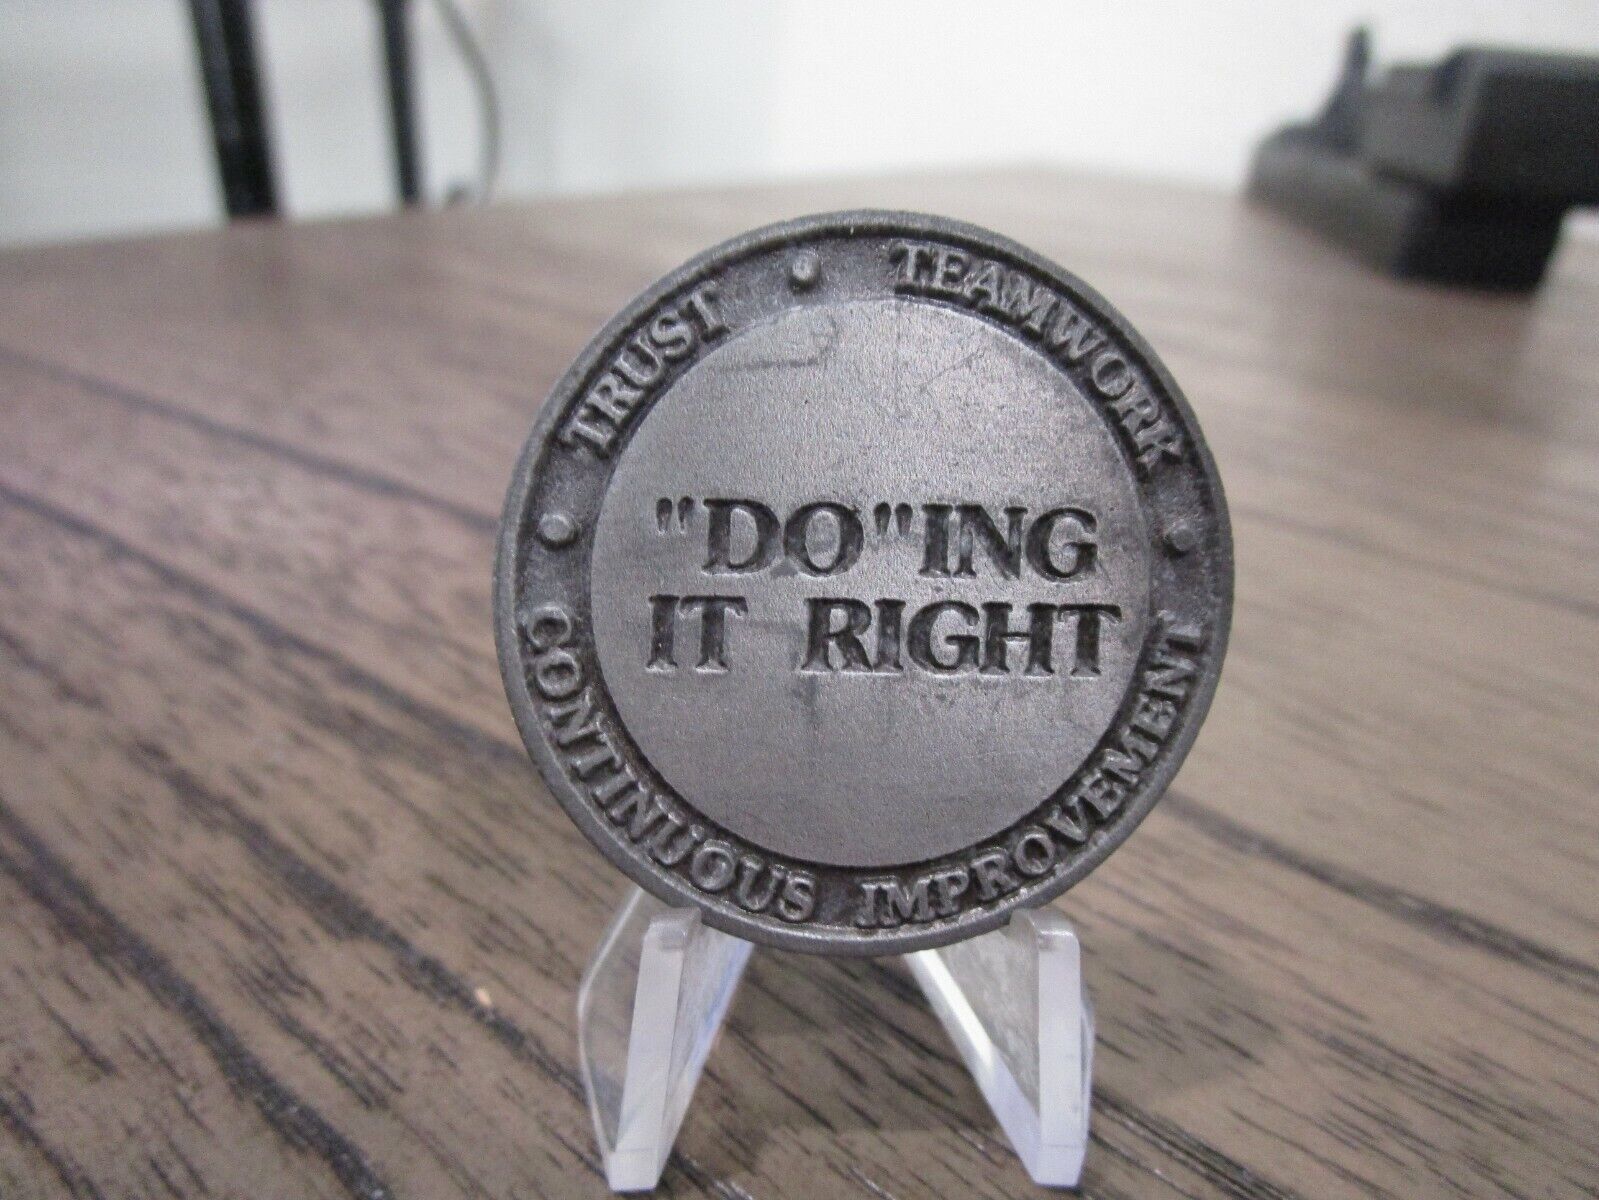 TRUST • TEAMWORK •
"DO"ING
IT RIGHT
• CONTINUOUS IMPROVEMENT